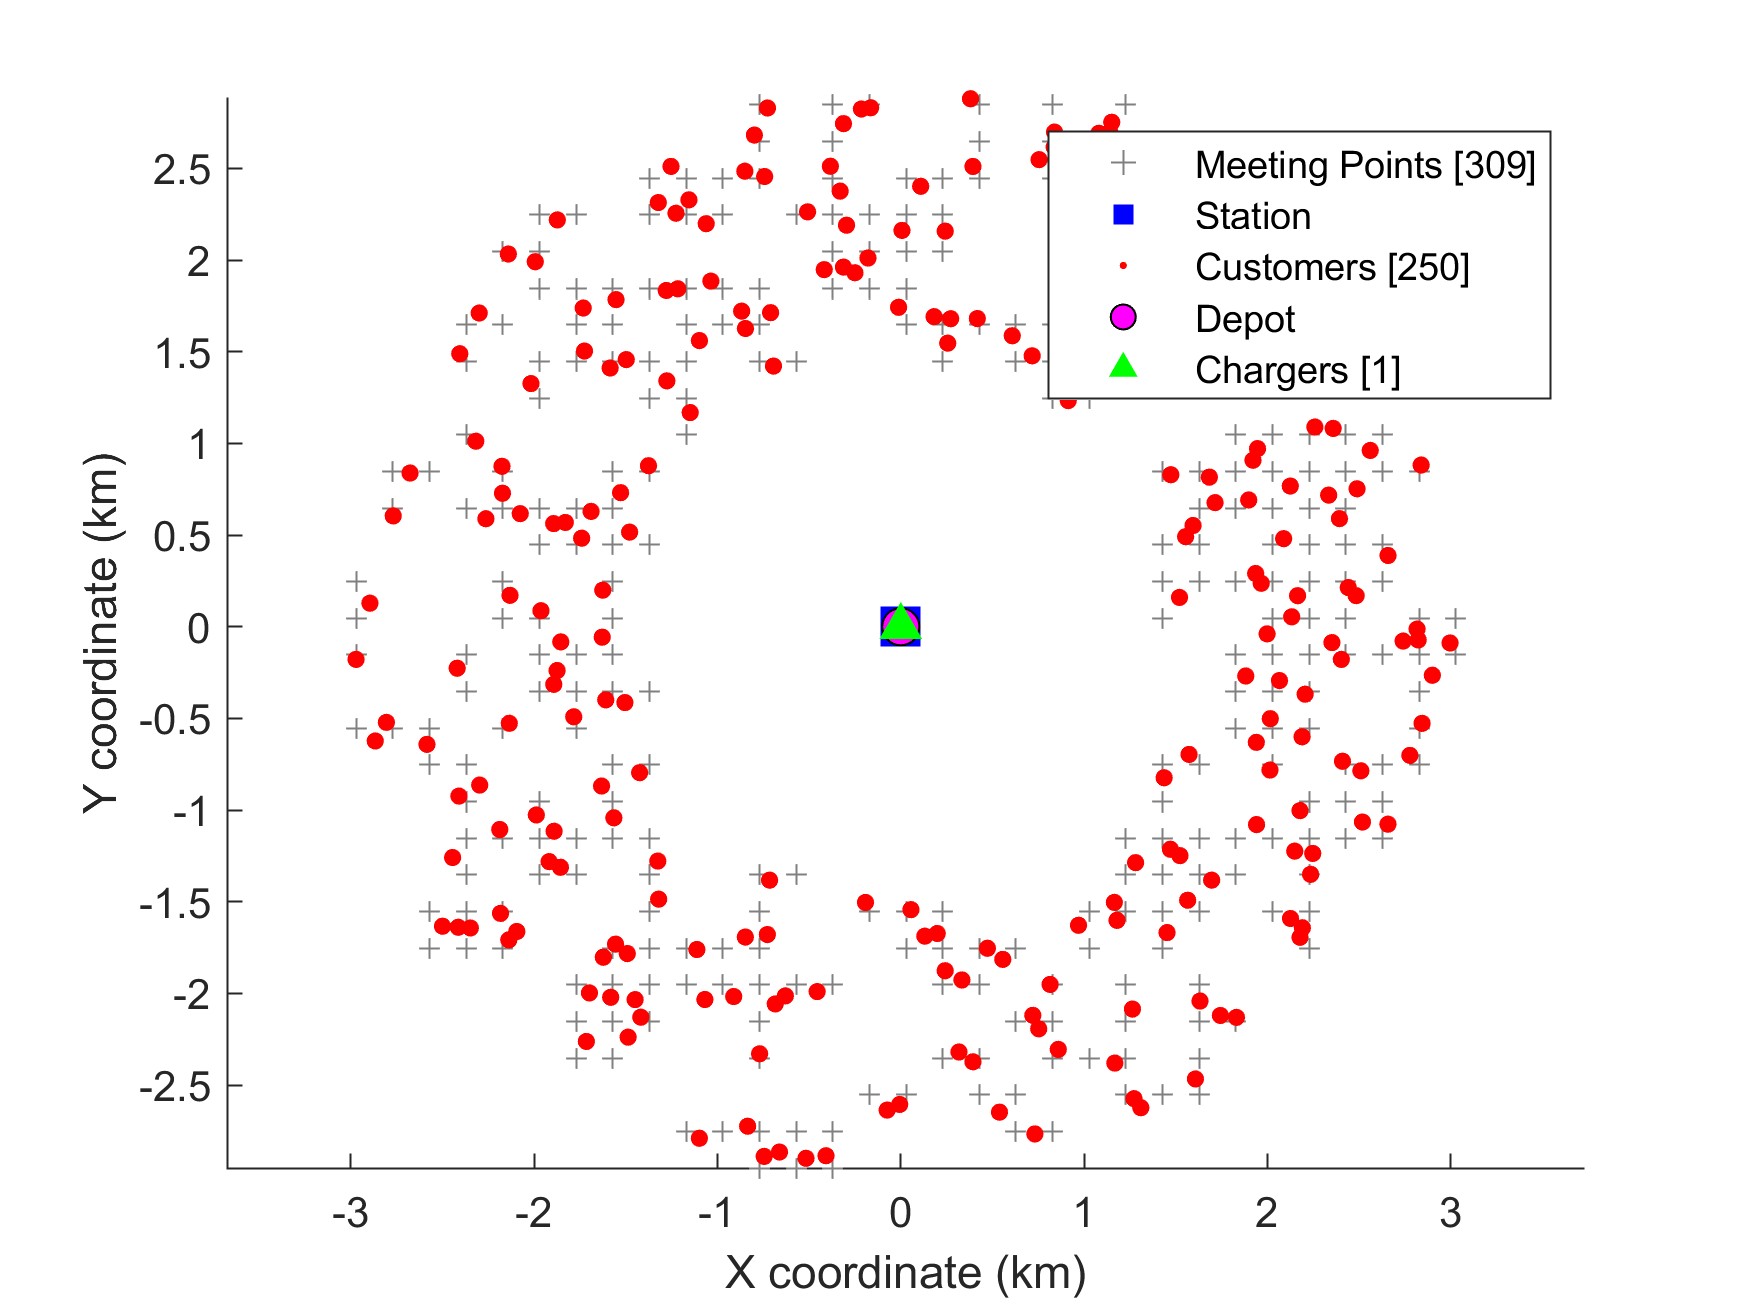 2.5
2
1.5
1
0.5
0
-0.5
-1
-1.5
-2
-2.5
Y coordinate (km)
Meeting Points [309]
Station
Customers [250]
Depot
Chargers [1]
-3 -2 -1 0 1 2 3
X coordinate (km)